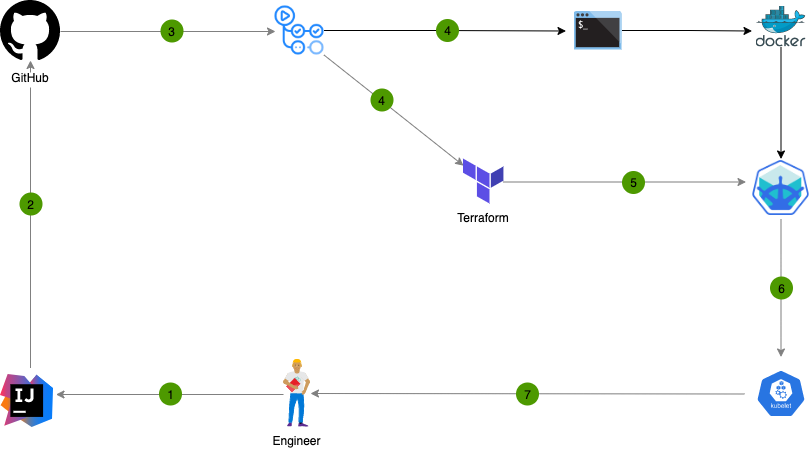 3
4
$_
docker
GitHub
4
5
Terraform
2
6
IJ
1
7
kubelet
Engineer